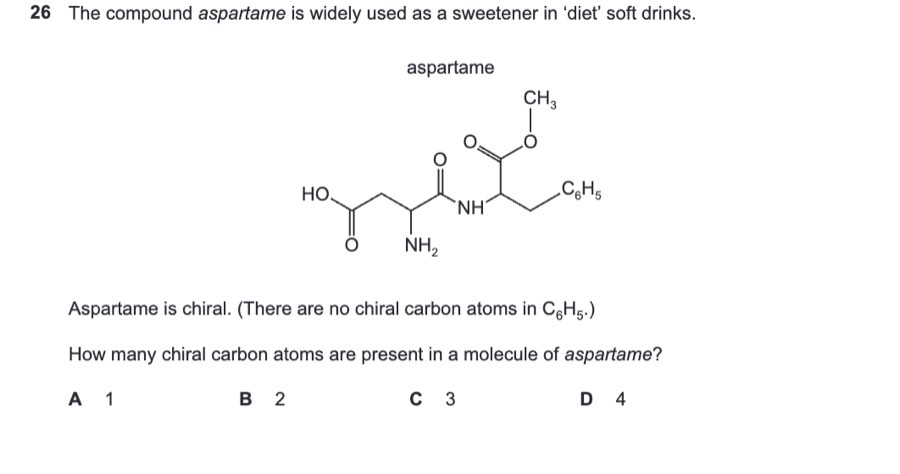 26 The compound aspartame is widely used as a sweetener in ‘diet’ soft drinks.
aspartame
CH₃
O
O
O
HO
C₆H₅
NH
O
NH₂
Aspartame is chiral. (There are no chiral carbon atoms in C₆H₅.)
How many chiral carbon atoms are present in a molecule of aspartame?
A 1 B 2 C 3 D 4